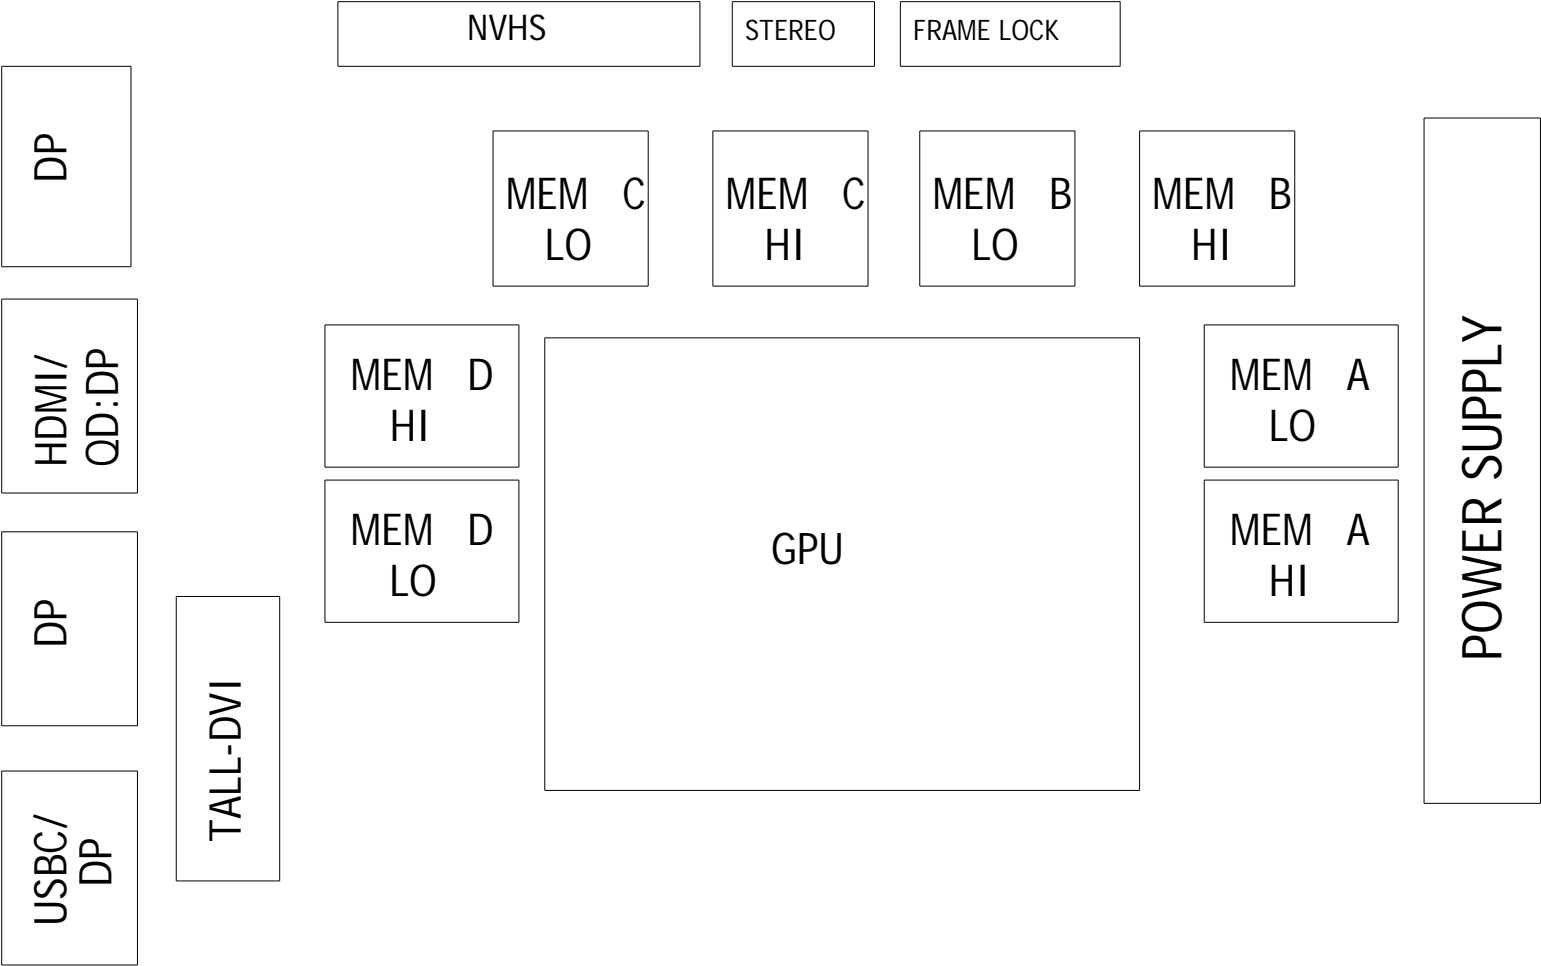 NVHS
STEREO
FRAME LOCK
DP
MEM C
LO
MEM C
HI
MEM B
LO
MEM B
HI
HDMI/
QD:DP
MEM D
HI
MEM A
LO
POWER SUPPLY
MEM D
LO
GPU
MEM A
HI
DP
TALL-DVI
USBC/
DP